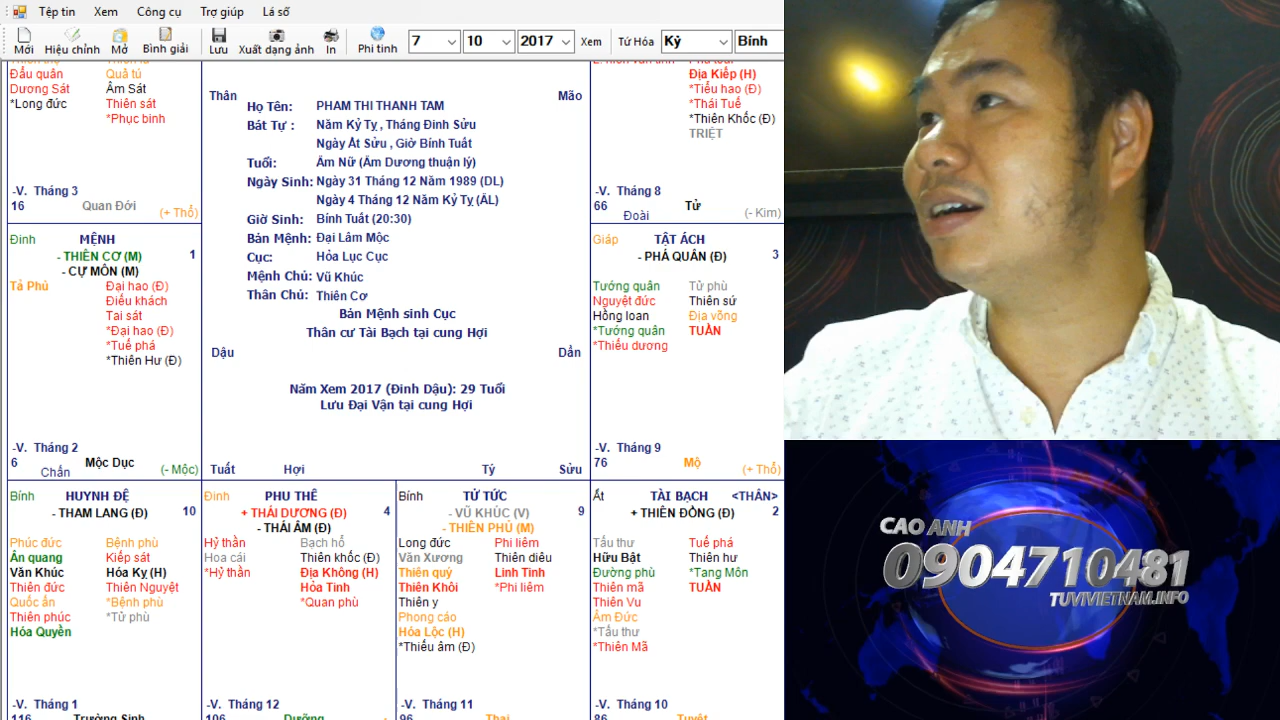 Tệp tin Xem Công cụ Trợ giúp Lá số
Mới Hiệu chỉnh Mở Bình giải Lưu Xuất dạng ảnh In Phi tinh 7 10 2017 Xem Tứ Hóa Kỷ Bính
Đẩu quân Quả tú
Dương Sát Âm Sát
*Long đức Thiên sát
*Phục binh
-V. Tháng 3
16 Quan Đới (+ Thổ)
Thân Mão
Họ Tên: PHAM THI THANH TAM
Bát Tự : Năm Kỷ Tỵ , Tháng Đinh Sửu
Ngày Ất Sửu , Giờ Bính Tuất
Tuổi: Âm Nữ (Âm Dương thuận lý)
Ngày Sinh: Ngày 31 Tháng 12 Năm 1989 (DL)
Ngày 4 Tháng 12 Năm Kỷ Tỵ (ÂL)
Giờ Sinh: Bính Tuất (20:30)
Bản Mệnh: Đại Lâm Mộc
Cục: Hỏa Lục Cục
Mệnh Chủ: Vũ Khúc
Thân Chủ: Thiên Cơ
Bản Mệnh sinh Cục
Thân cư Tài Bạch tại cung Hợi
Dậu Dần
Năm Xem 2017 (Đinh Dậu): 29 Tuổi
Lưu Đại Vận tại cung Hợi
Tuất Hợi Tý Sửu
Địa Kiếp (H)
*Tiểu hao (Đ)
*Thái Tuế
*Thiên Khốc (Đ)
TRIỆT
-V. Tháng 8
66 Đoài Tử (- Kim)
Đinh MỆNH
- THIÊN CƠ (M) 1
- CỰ MÔN (M)
Tả Phù Đại hao (Đ)
Điếu khách
Tai sát
*Đại hao (Đ)
*Tuế phá
*Thiên Hư (Đ)
-V. Tháng 2
6 Chấn Mộc Dục (- Mộc)
Giáp TẬT ÁCH
- PHÁ QUÂN (Đ) 3
Tướng quân Tử phù
Nguyệt đức Thiên sứ
Hồng loan Địa võng
*Tướng quân TUẦN
*Thiếu dương
-V. Tháng 9
76 Mộ (+ Thổ)
Bính HUYNH ĐỆ
- THAM LANG (Đ) 10
Phúc đức Bệnh phù
Ân quang Kiếp sát
Văn Khúc Hóa Kỵ (H)
Thiên đức Thiên Nguyệt
Quốc ấn *Bệnh phù
Thiên phúc *Tử phù
Hóa Quyền
-V. Tháng 1
116 Trường Sinh
Đinh PHU THÊ
+ THÁI DƯƠNG (Đ) 4
- THÁI ÂM (Đ)
Hỷ thần Bạch hổ
Hoa cái Thiên khốc (Đ)
*Hỷ thần Địa Không (H)
Hỏa Tinh
*Quan phù
-V. Tháng 12
106 Dưỡng
Bính TỬ TỨC
- VŨ KHÚC (V) 9
- THIÊN PHỦ (M)
Long đức Phi liêm
Văn Xương Thiên diêu
Thiên quý Linh Tinh
Thiên Khôi *Phi liêm
Thiên y
Phong cáo
Hóa Lộc (H)
*Thiếu âm (Đ)
-V. Tháng 11
96 Thai
Ất TÀI BẠCH <THÂN>
+ THIÊN ĐỒNG (Đ) 2
Tấu thư Tuế phá
Hữu Bật Thiên hư
Đường phù *Tang Môn
Thiên mã TUẦN
Thiên Vu
Âm Đức
*Tấu thư
*Thiên Mã
-V. Tháng 10
86 Tuyệt
CAO ANH
0904710481
TUVIVIETNAM.INFO